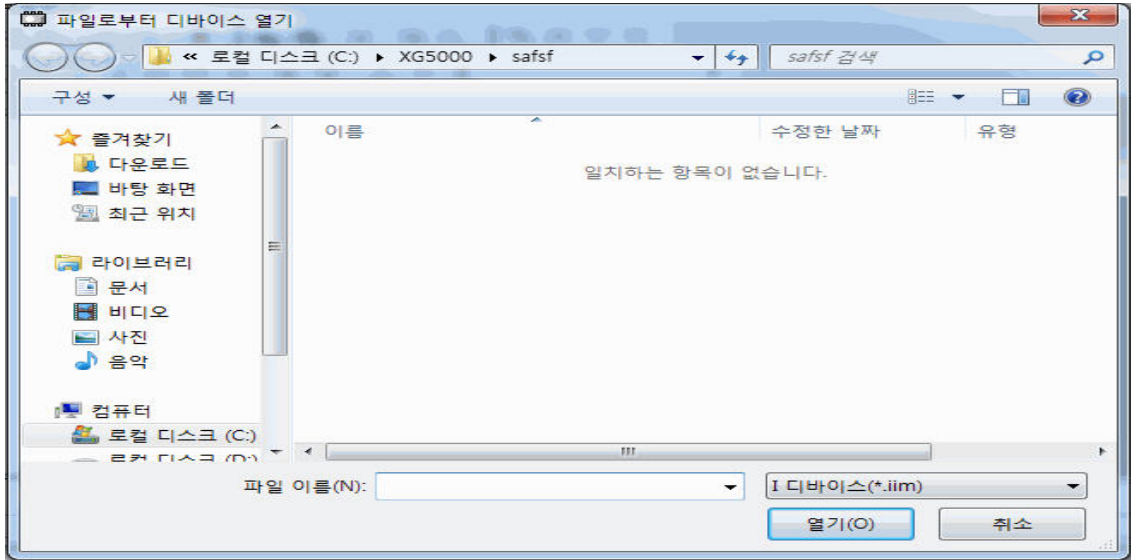 파일로부터 디바이스 열기
« 로컬 디스크 (C:) ▸ XG5000 ▸ safsf
safsf 검색
구성 새 폴더
이름 수정한 날짜 유형
일치하는 항목이 없습니다.
즐겨찾기
다운로드
바탕 화면
최근 위치
라이브러리
문서
비디오
사진
음악
컴퓨터
로컬 디스크 (C:)
로컬 디스크 (D:)
파일 이름(N):
I 디바이스(*.iim)
열기(O) 취소